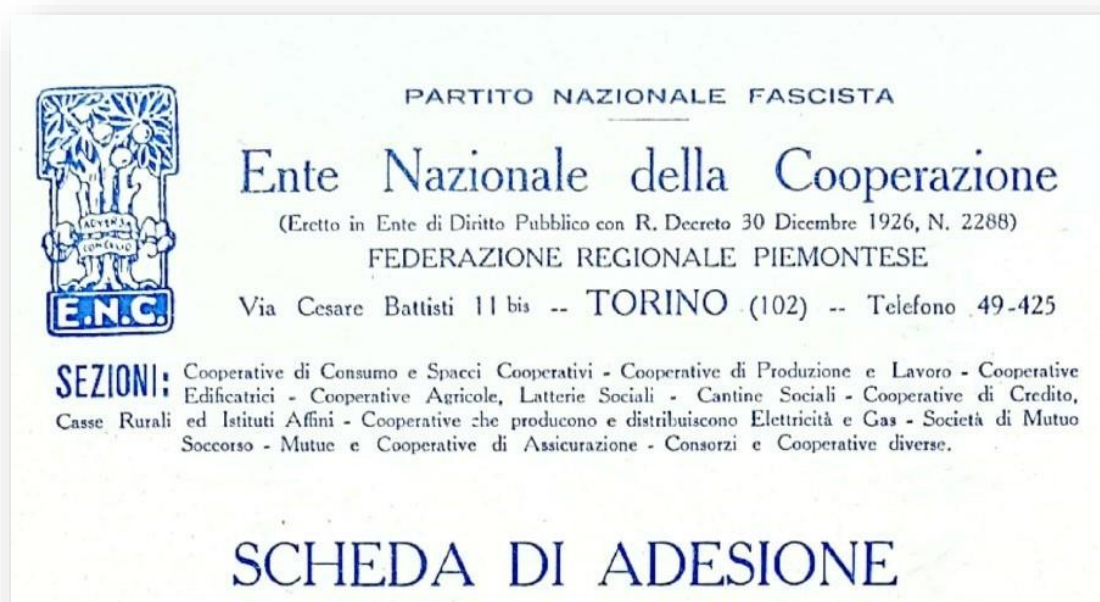 PARTITO NAZIONALE FASCISTA
Ente Nazionale della Cooperazione
(Eretto in Ente di Diritto Pubblico con R. Decreto 30 Dicembre 1926, N. 2288)
FEDERAZIONE REGIONALE PIEMONTESE
Via Cesare Battisti 11 bis -- TORINO (102) -- Telefono 49-425
ADVERSA
CONCILIO
E.N.C.
SEZIONI: Cooperative di Consumo e Spacci Cooperativi - Cooperative di Produzione e Lavoro - Cooperative
Edificatrici - Cooperative Agricole, Latterie Sociali - Cantine Sociali - Cooperative di Credito,
Casse Rurali ed Istituti Affini - Cooperative che producono e distribuiscono Elettricità e Gas - Società di Mutuo
Soccorso - Mutue e Cooperative di Assicurazione - Consorzi e Cooperative diverse.
SCHEDA DI ADESIONE